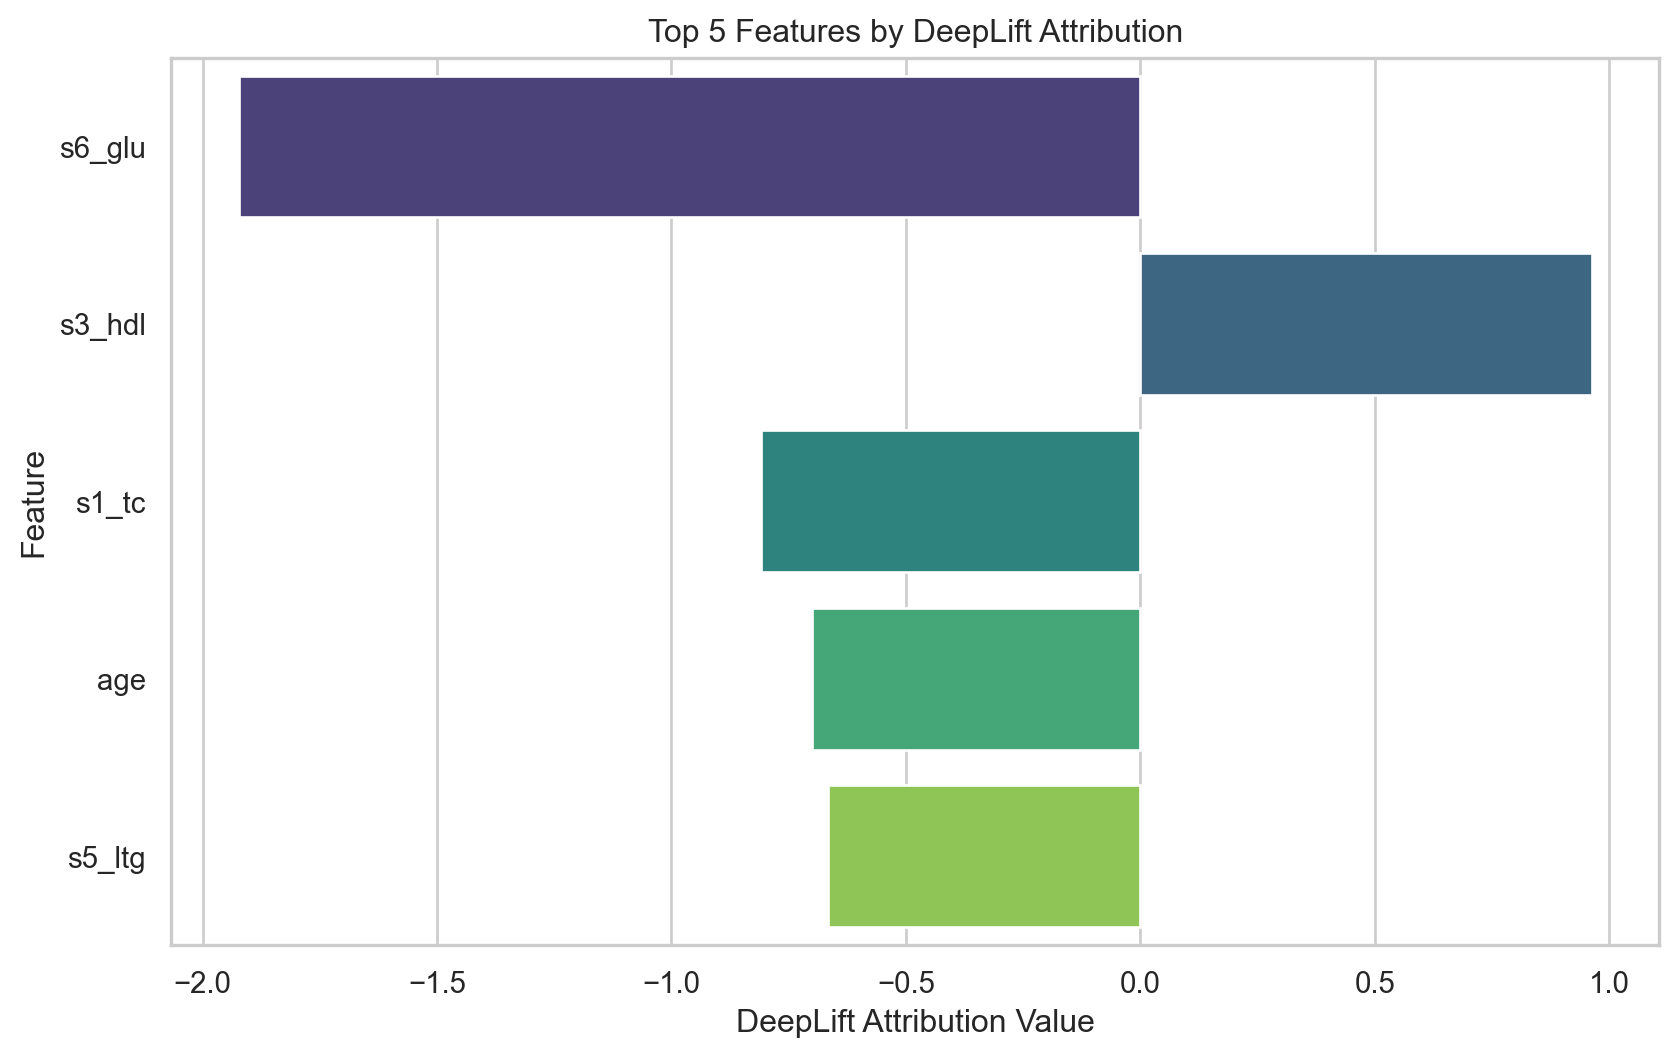 Top 5 Features by DeepLift Attribution
Feature
s6_glu
s3_hdl
s1_tc
age
s5_ltg
−2.0 −1.5 −1.0 −0.5 0.0 0.5 1.0
DeepLift Attribution Value